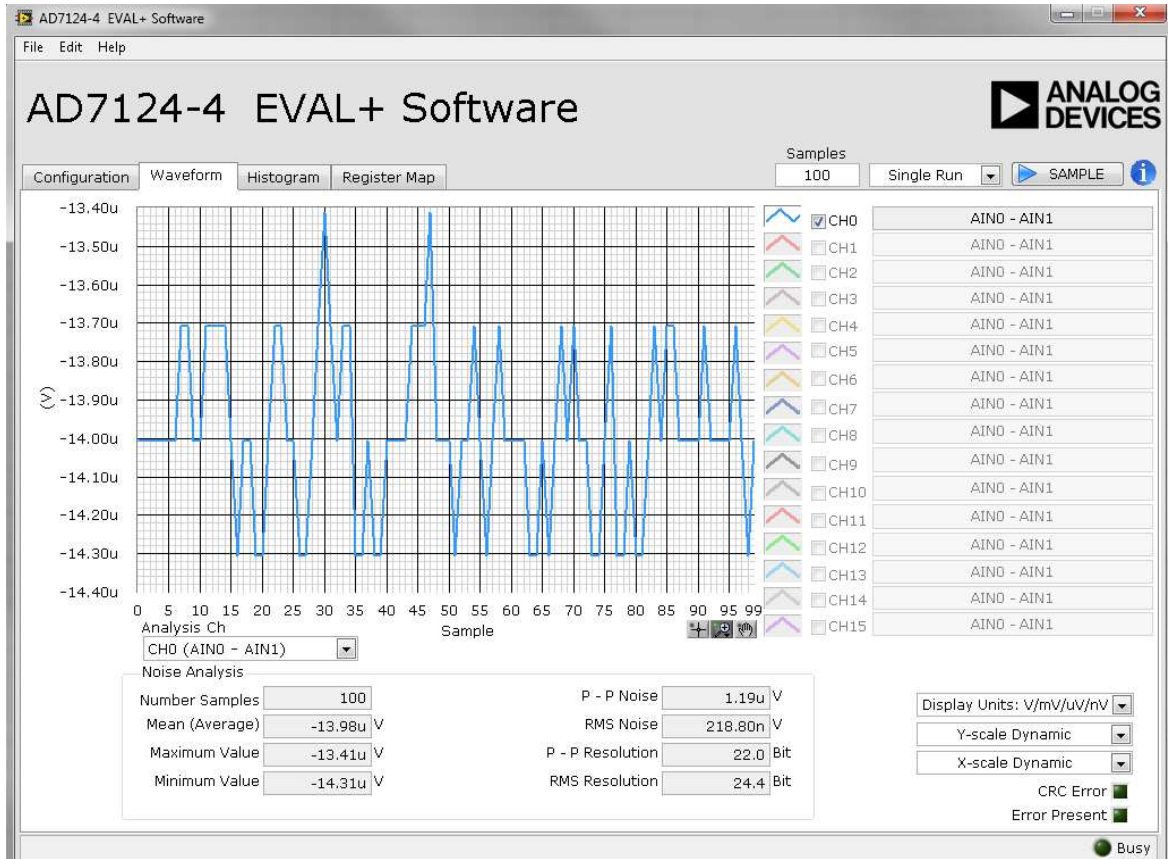 AD7124-4 EVAL+ Software
File Edit Help
AD7124-4 EVAL+ Software
ANALOG
DEVICES
Configuration Waveform Histogram Register Map
Samples
100 Single Run SAMPLE i
-13.40u
-13.50u
-13.60u
-13.70u
-13.80u
-13.90u
-14.00u
-14.10u
-14.20u
-14.30u
-14.40u
(V)
0 5 10 15 20 25 30 35 40 45 50 55 60 65 70 75 80 85 90 95 99
Sample
CH0 AIN0 - AIN1
CH1 AIN0 - AIN1
CH2 AIN0 - AIN1
CH3 AIN0 - AIN1
CH4 AIN0 - AIN1
CH5 AIN0 - AIN1
CH6 AIN0 - AIN1
CH7 AIN0 - AIN1
CH8 AIN0 - AIN1
CH9 AIN0 - AIN1
CH10 AIN0 - AIN1
CH11 AIN0 - AIN1
CH12 AIN0 - AIN1
CH13 AIN0 - AIN1
CH14 AIN0 - AIN1
CH15 AIN0 - AIN1
Analysis Ch
CH0 (AIN0 - AIN1)
Noise Analysis
Number Samples 100
Mean (Average) -13.98u V
Maximum Value -13.41u V
Minimum Value -14.31u V
P - P Noise 1.19u V
RMS Noise 218.80n V
P - P Resolution 22.0 Bit
RMS Resolution 24.4 Bit
Display Units: V/mV/uV/nV
Y-scale Dynamic
X-scale Dynamic
CRC Error
Error Present
Busy